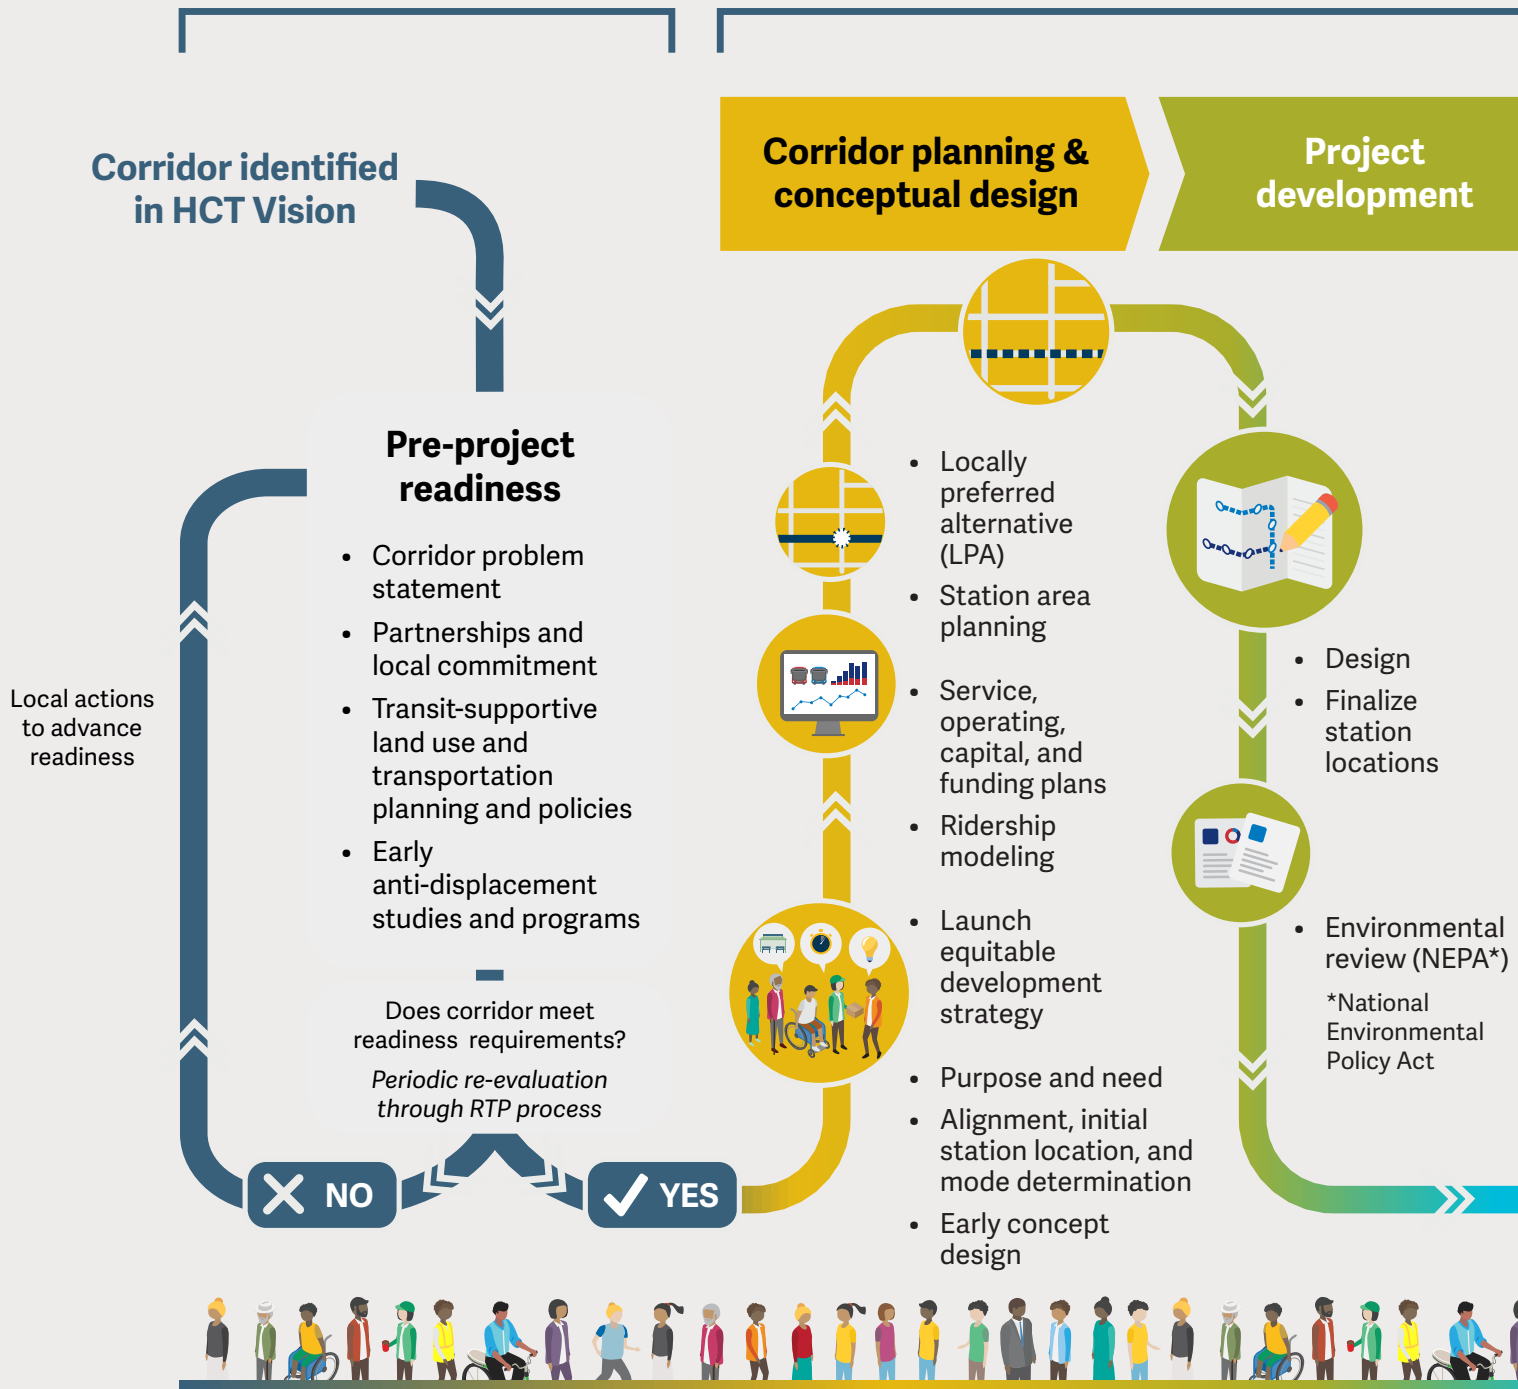 Corridor identified
in HCT Vision
Pre-project
readiness
• Corridor problem
statement
• Partnerships and
local commitment
• Transit-supportive
land use and
transportation
planning and policies
• Early
anti-displacement
studies and programs
Does corridor meet
readiness requirements?
Periodic re-evaluation
through RTP process
Local actions
to advance
readiness
NO
YES
Corridor planning &
conceptual design
• Locally
preferred
alternative
(LPA)
• Station area
planning
• Service,
operating,
capital, and
funding plans
• Ridership
modeling
• Launch
equitable
development
strategy
• Purpose and need
• Alignment, initial
station location, and
mode determination
• Early concept
design
Project
development
• Design
• Finalize
station
locations
• Environmental
review (NEPA*)
*National
Environmental
Policy Act